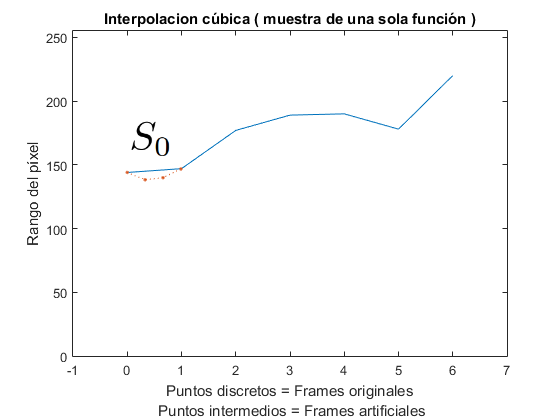 Interpolacion cúbica ( muestra de una sola función )
250
200
150
100
50
0
Rango del pixel
S0
-1 0 1 2 3 4 5 6 7
Puntos discretos = Frames originales
Puntos intermedios = Frames artificiales